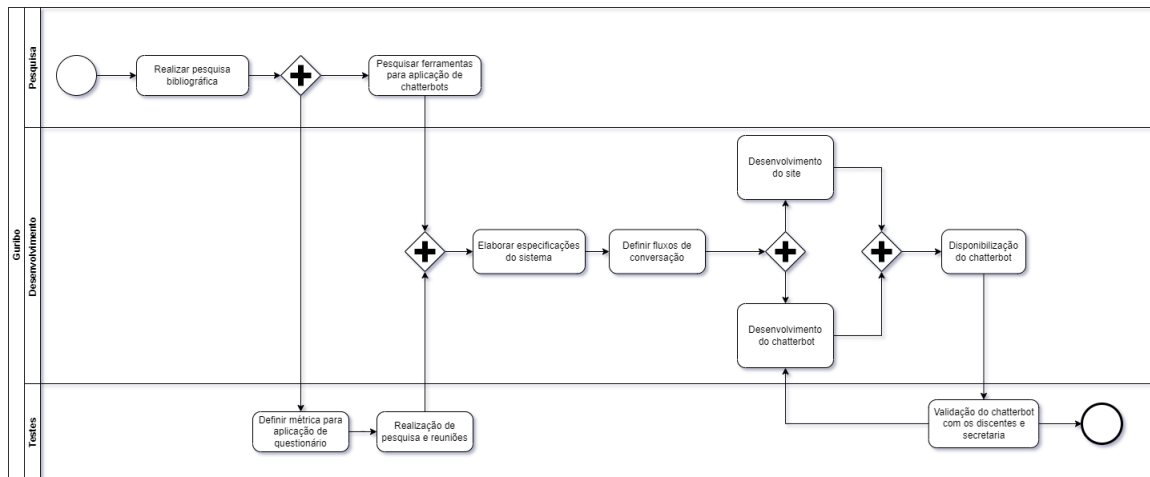 Guribo
Pesquisa
Realizar pesquisa
bibliográfica
Pesquisar ferramentas
para aplicação de
chatterbots
Desenvolvimento
Elaborar especificações
do sistema
Definir fluxos de
conversação
Desenvolvimento
do site
Desenvolvimento
do chatterbot
Disponibilização
do chatterbot
Testes
Definir métrica para
aplicação de
questionário
Realização de
pesquisa e reuniões
Validação do chatterbot
com os discentes e
secretaria